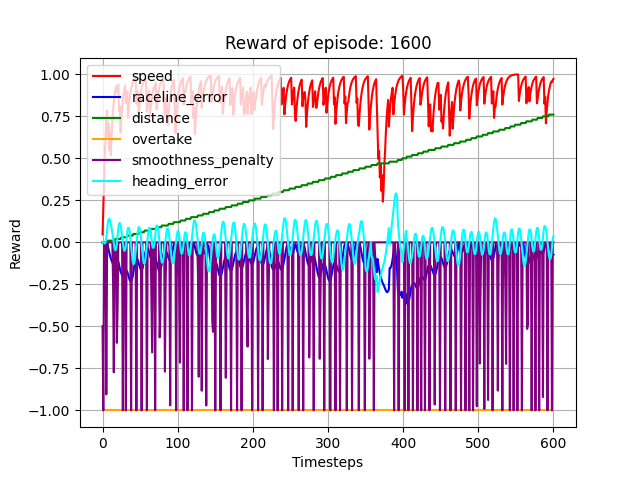 Reward of episode: 1600
1.00
0.75
0.50
0.25
0.00
−0.25
−0.50
−0.75
−1.00
Reward
speed
raceline_error
distance
overtake
smoothness_penalty
heading_error
0 100 200 300 400 500 600
Timesteps